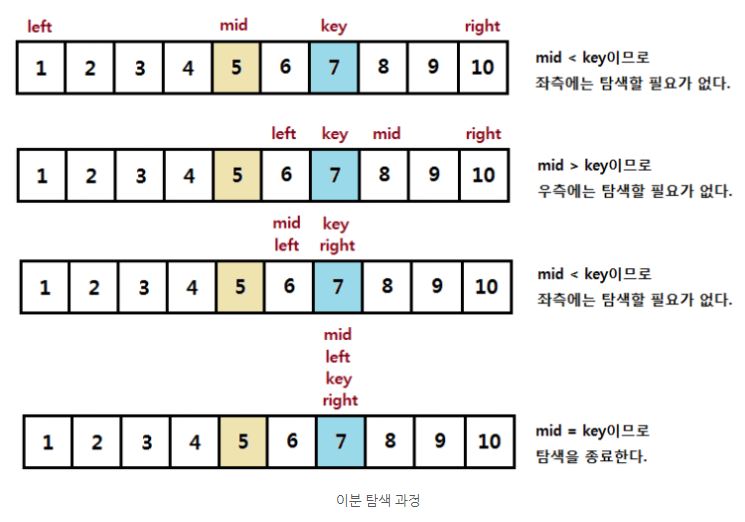 left mid key right
1 2 3 4 5 6 7 8 9 10
mid < key이므로
좌측에는 탐색할 필요가 없다.
left key mid right
1 2 3 4 5 6 7 8 9 10
mid > key이므로
우측에는 탐색할 필요가 없다.
mid key
left right
1 2 3 4 5 6 7 8 9 10
mid < key이므로
좌측에는 탐색할 필요가 없다.
mid
left
key
right
1 2 3 4 5 6 7 8 9 10
mid = key이므로
탐색을 종료한다.
이분 탐색 과정